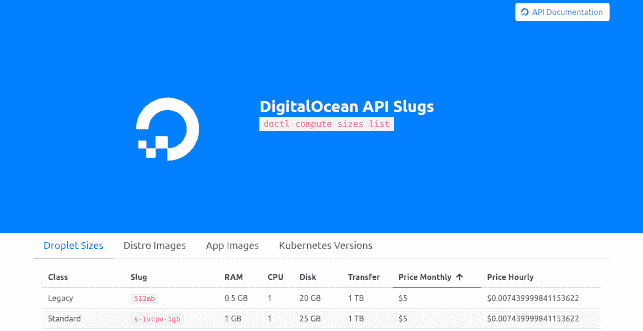 API Documentation
DigitalOcean API Slugs
doctl compute sizes list
Droplet Sizes Distro Images App Images Kubernetes Versions
Class Slug RAM CPU Disk Transfer Price Monthly ↑ Price Hourly
Legacy 512mb 0.5 GB 1 20 GB 1 TB $5 $0.007439999841153622
Standard s-1vcpu-1gb 1 GB 1 25 GB 1 TB $5 $0.007439999841153622